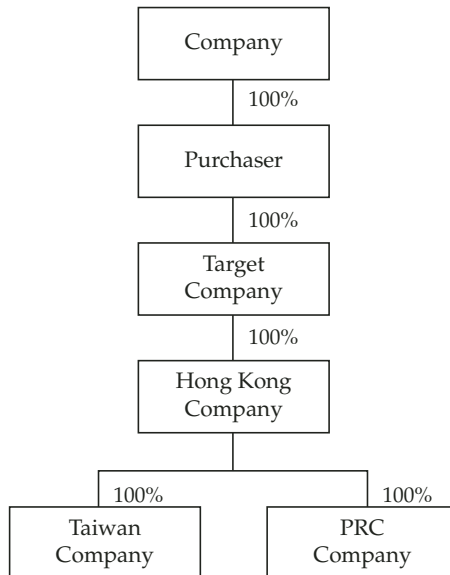 Company
100%
Purchaser
100%
Target
Company
100%
Hong Kong
Company
100%
100%
Taiwan
Company
PRC
Company